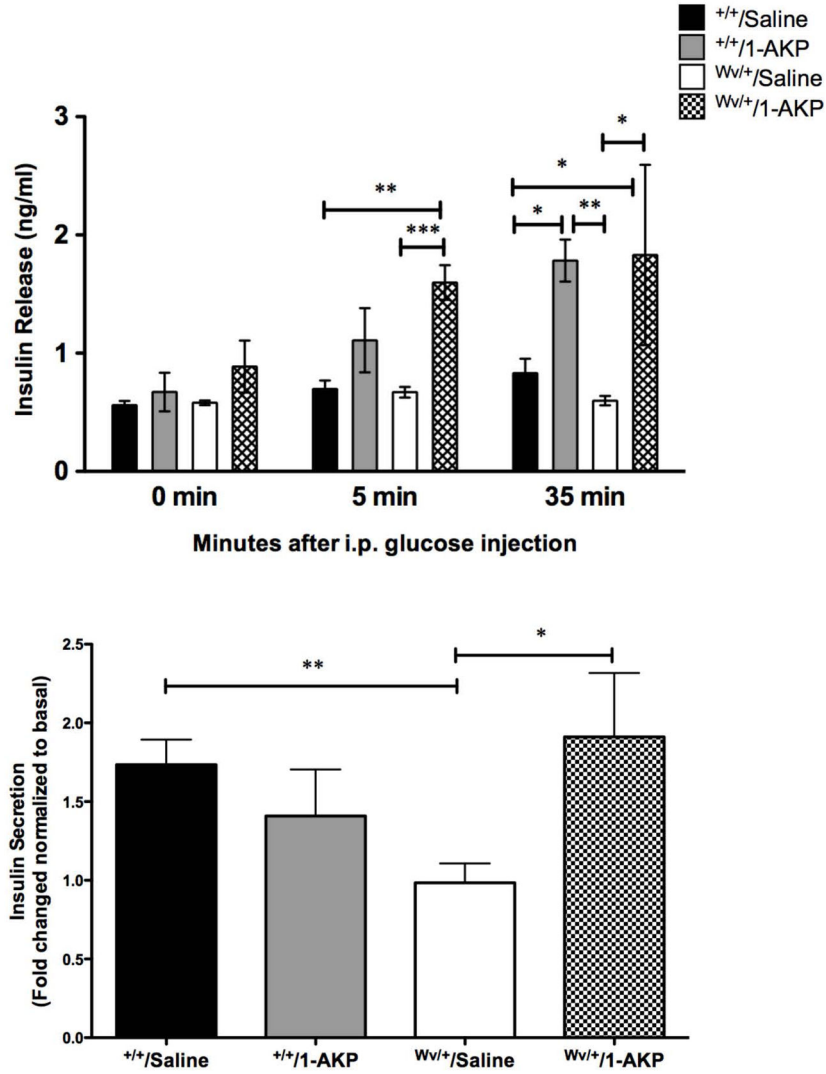 +/+/Saline
+/+/1-AKP
Wv/+/Saline
Wv/+/1-AKP
3
2
1
0
Insulin Release (ng/ml)
**
***
*
*
**
*
0 min 5 min 35 min
Minutes after i.p. glucose injection
2.5
2.0
1.5
1.0
0.5
0.0
Insulin Secretion
(Fold changed normalized to basal)
**
*
+/+/Saline +/+/1-AKP Wv/+/Saline Wv/+/1-AKP